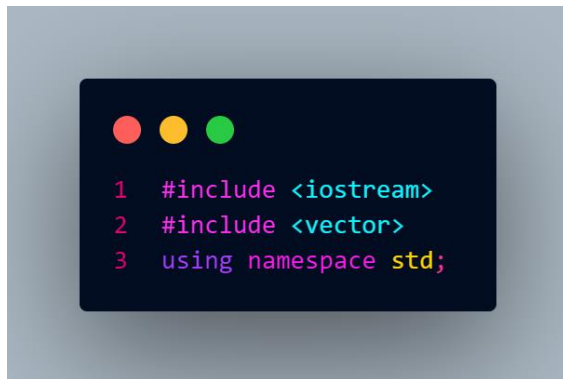 1 #include <iostream>
2 #include <vector>
3 using namespace std;